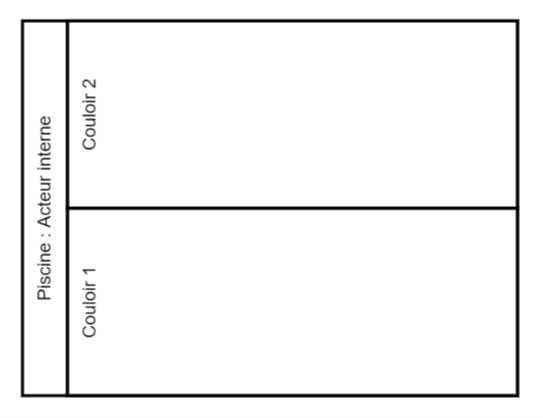 Piscine : Acteur interne
Couloir 2
Couloir 1